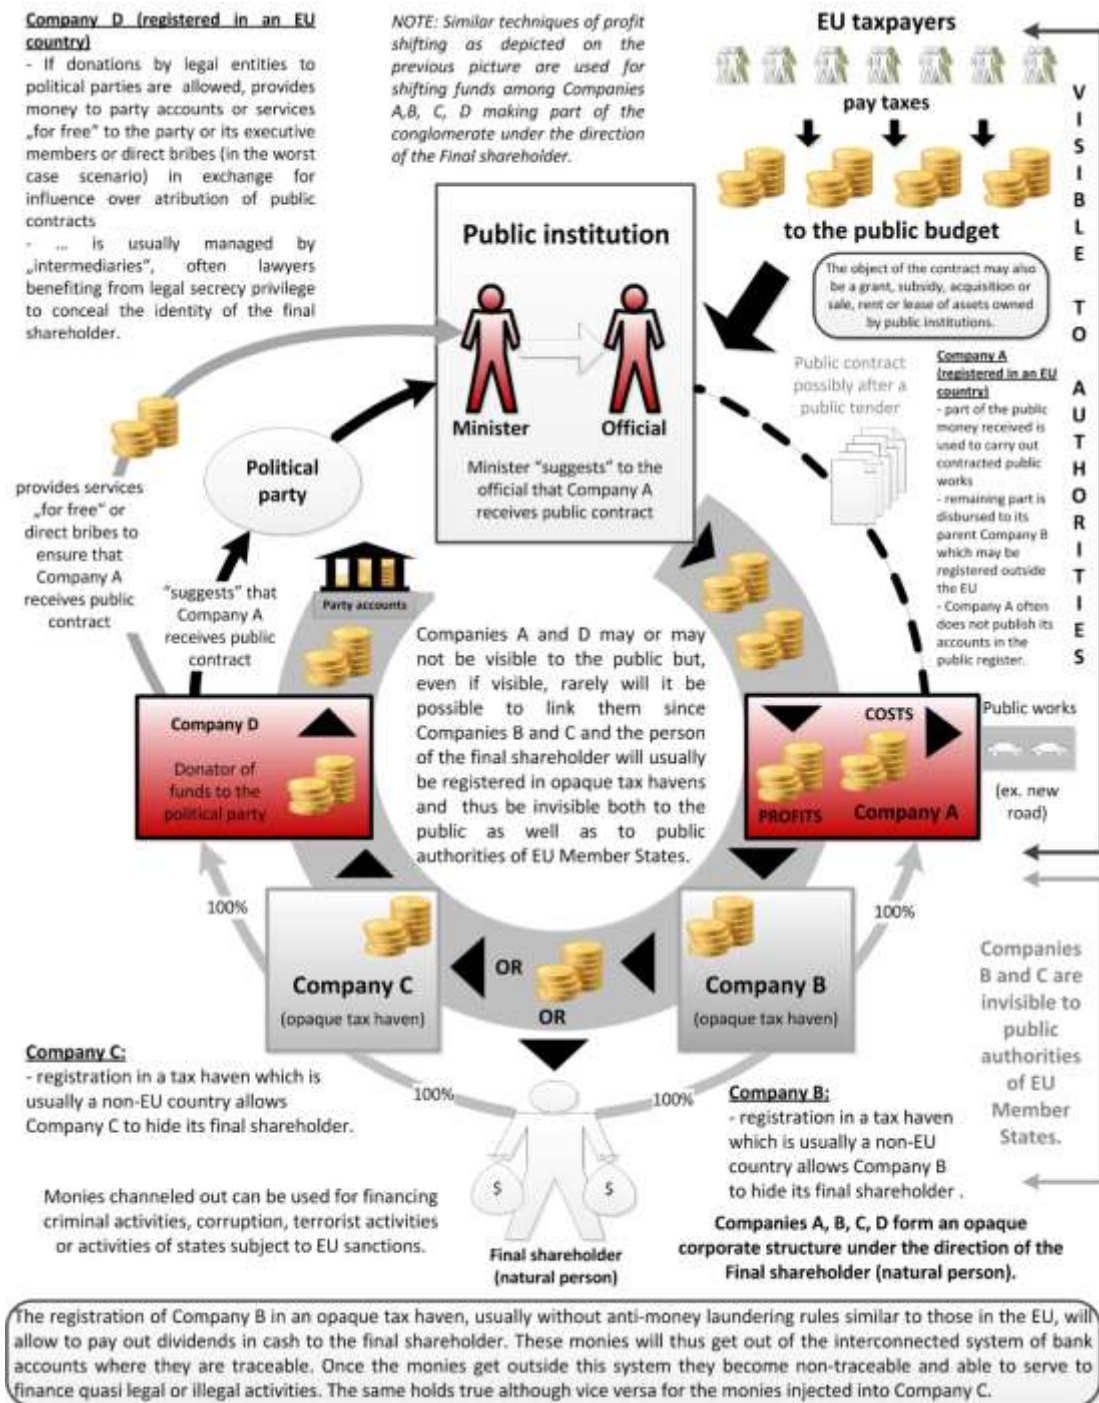 Company D (registered in an EU
country)
- If donations by legal entities to
political parties are allowed, provides
money to party accounts or services
„for free" to the party or its executive
members or direct bribes (in the worst
case scenario) in exchange for
influence over atribution of public
contracts
- ... is usually managed by
„intermediaries", often lawyers
benefiting from legal secrecy privilege
to conceal the identity of the final
shareholder.
NOTE: Similar techniques of profit
shifting as depicted on the
previous picture are used for
shifting funds among Companies
A,B, C, D making part of the
conglomerate under the direction
of the Final shareholder.
EU taxpayers
pay taxes
to the public budget
The object of the contract may also
be a grant, subsidy, acquisition or
sale, rent or lease of assets owned
by public institutions.
VISIBLE TO AUTHORITIES
Public institution
Minister
Official
Minister "suggests" to the
official that Company A
receives public contract
Public contract
possibly after a
public tender
Company A
(registered in an EU
country)
- part of the public
money received is
used to carry out
contracted public
works
- remaining part is
disbursed to its
parent Company B
which may be
registered outside
the EU
- Company A often
does not publish its
accounts in the
public register.
Political
party
provides services
„for free" or
direct bribes to
ensure that
Company A
receives public
contract
"suggests" that
Company A
receives public
contract
Party accounts
Companies A and D may or may
not be visible to the public but,
even if visible, rarely will it be
possible to link them since
Companies B and C and the person
of the final shareholder will usually
be registered in opaque tax havens
and thus be invisible both to the
public as well as to public
authorities of EU Member States.
Company D
Donator of
funds to the
political party
COSTS
PROFITS
Company A
Public works
(ex. new
road)
100%
100%
Company C
(opaque tax haven)
OR
OR
Company B
(opaque tax haven)
Companies
B and C are
invisible to
public
authorities
of EU
Member
States.
Company C:
- registration in a tax haven which is
usually a non-EU country allows
Company C to hide its final shareholder.
100%
100%
Company B:
- registration in a tax haven
which is usually a non-EU
country allows Company B
to hide its final shareholder .
$
$
Monies channeled out can be used for financing
criminal activities, corruption, terrorist activities
or activities of states subject to EU sanctions.
Final shareholder
(natural person)
Companies A, B, C, D form an opaque
corporate structure under the direction of the
Final shareholder (natural person).
The registration of Company B in an opaque tax haven, usually without anti-money laundering rules similar to those in the EU, will
allow to pay out dividends in cash to the final shareholder. These monies will thus get out of the interconnected system of bank
accounts where they are traceable. Once the monies get outside this system they become non-traceable and able to serve to
finance quasi legal or illegal activities. The same holds true although vice versa for the monies injected into Company C.